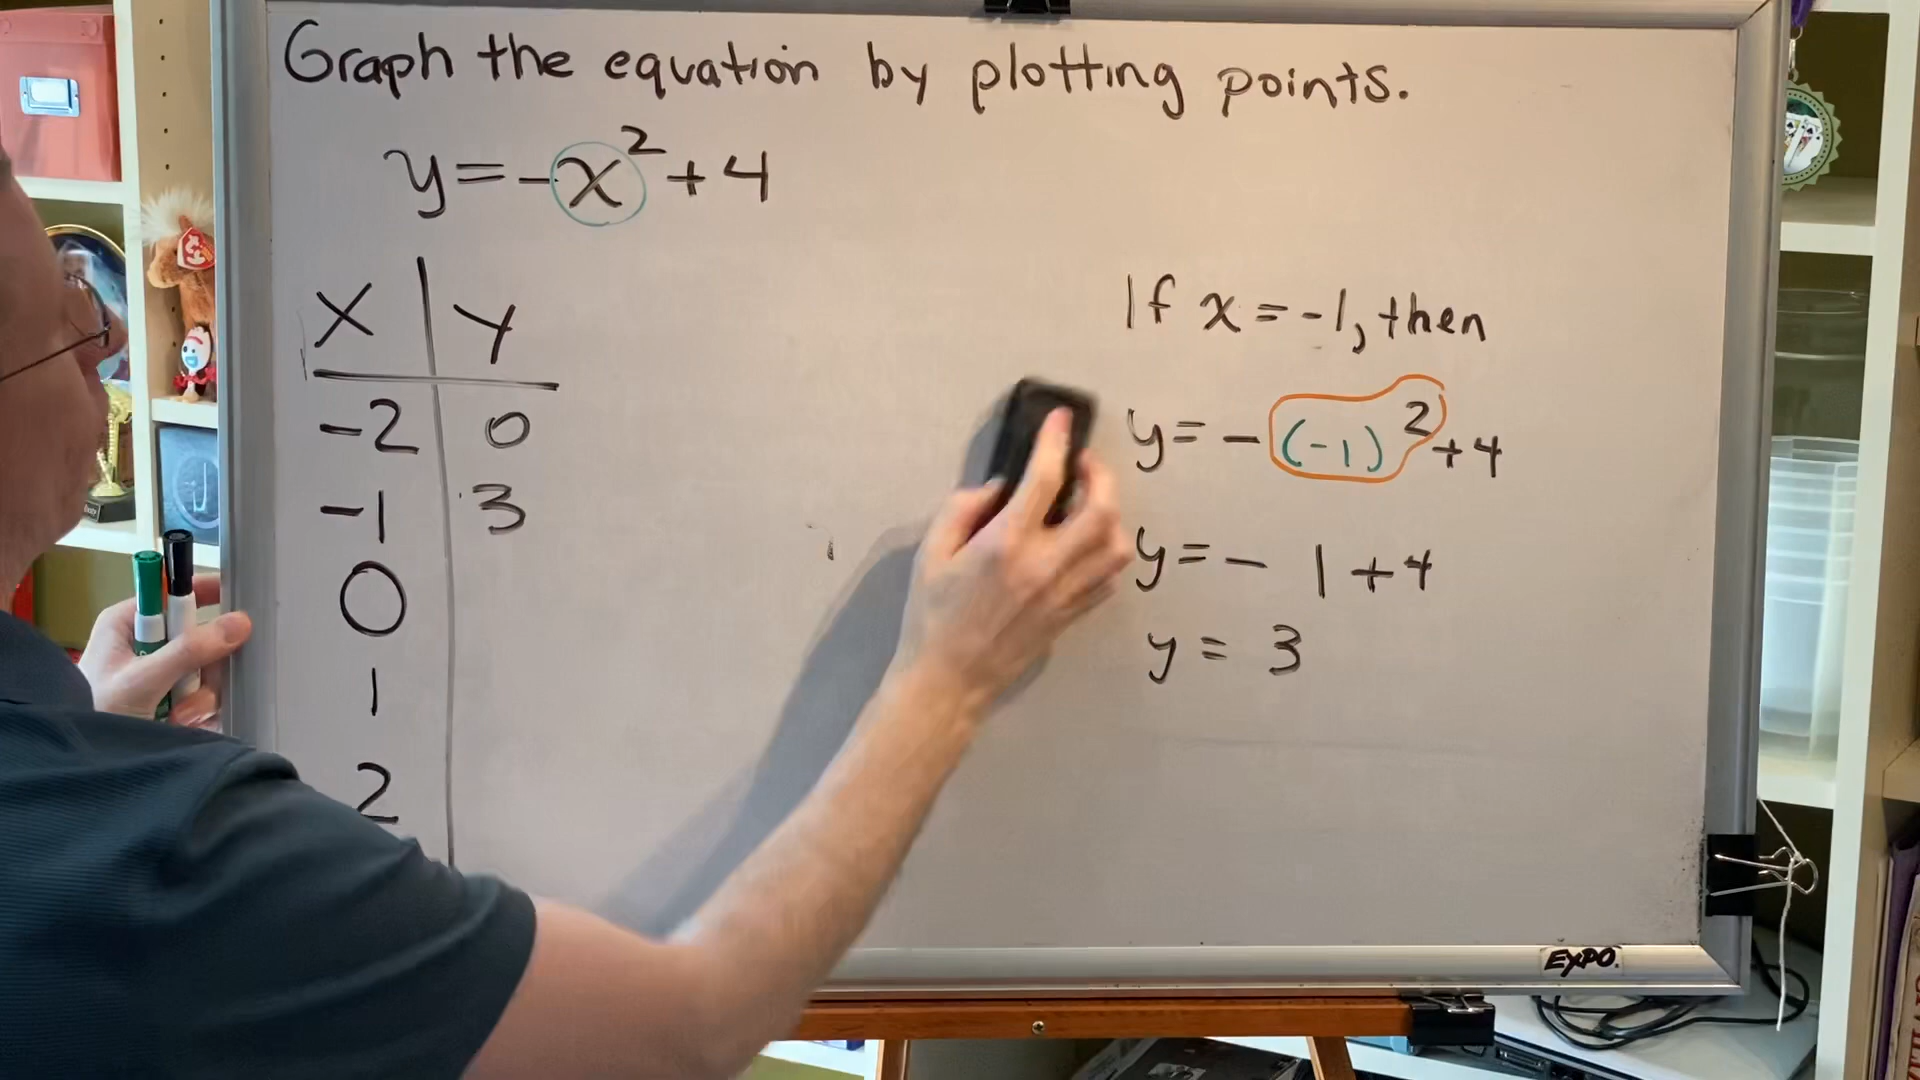 Graph the equation by plotting points.
y=-x²+4
X Y
-2 0
-1 3
0
1
2
If x=-1, then
y=-(-1)²+4
y=- 1+4
y= 3
EXPO